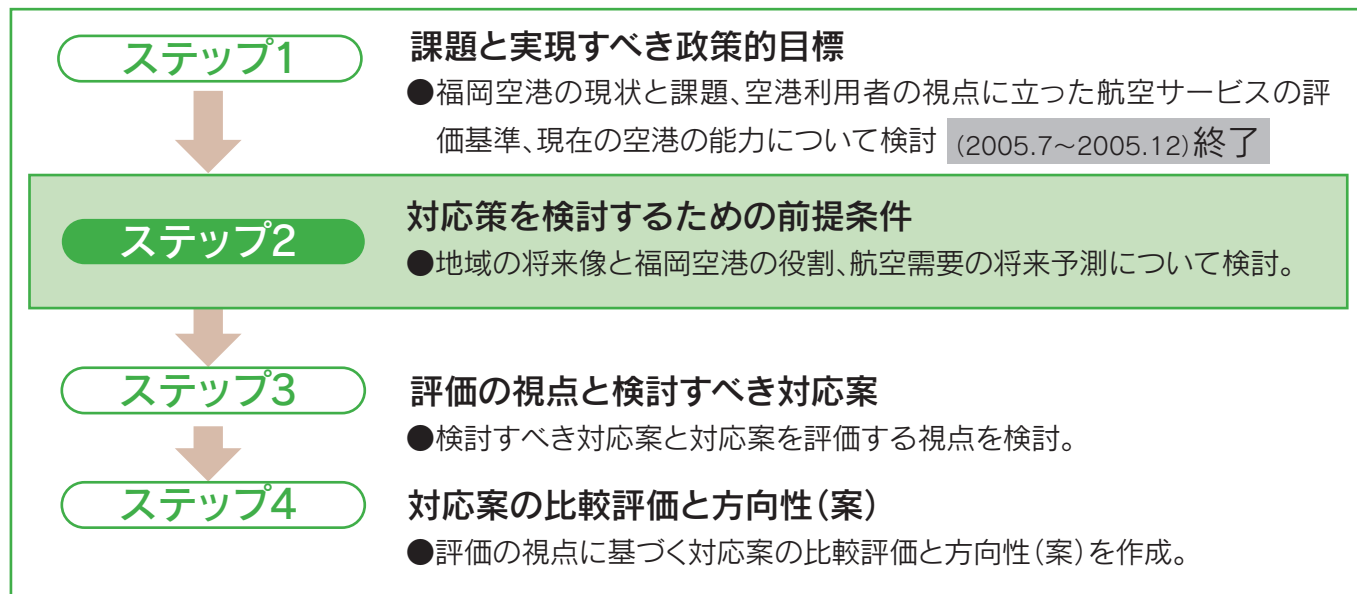 ステップ1
課題と実現すべき政策的目標
●福岡空港の現状と課題、空港利用者の視点に立った航空サービスの評
価基準、現在の空港の能力について検討 (2005.7～2005.12)終了
ステップ2
対応策を検討するための前提条件
●地域の将来像と福岡空港の役割、航空需要の将来予測について検討。
ステップ3
評価の視点と検討すべき対応案
●検討すべき対応案と対応案を評価する視点を検討。
ステップ4
対応案の比較評価と方向性(案)
●評価の視点に基づく対応案の比較評価と方向性(案)を作成。